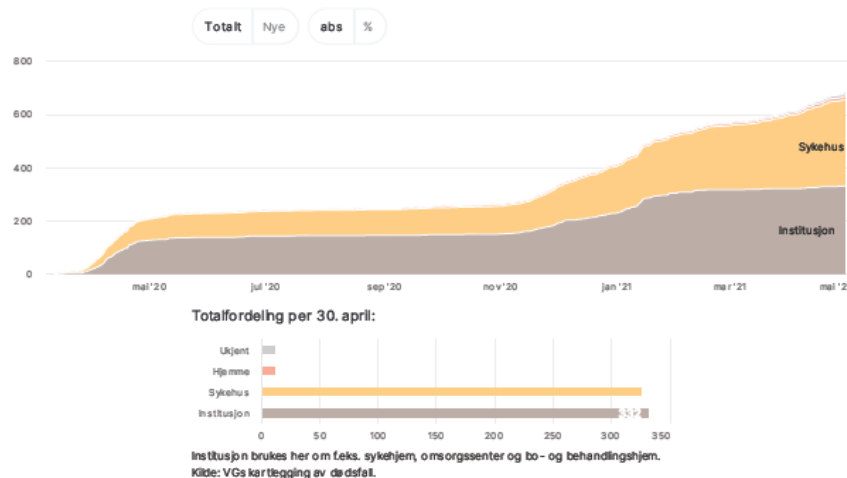 Totalt Nye abs %
800
600
400
200
0
Sykehus
Institusjon
mai '20 jul '20 sep '20 nov '20 jan '21 mar '21 mai '2
Totalfordeling per 30. april:
Ukjent
Hjemme
Sykehus
Institusjon 332
0 50 100 150 200 250 300 350
Institusjon brukes her om f.eks. sykehjem, omsorgssenter og bo- og behandlingshjem.
Kilde: VGs kartlegging av dødsfall.